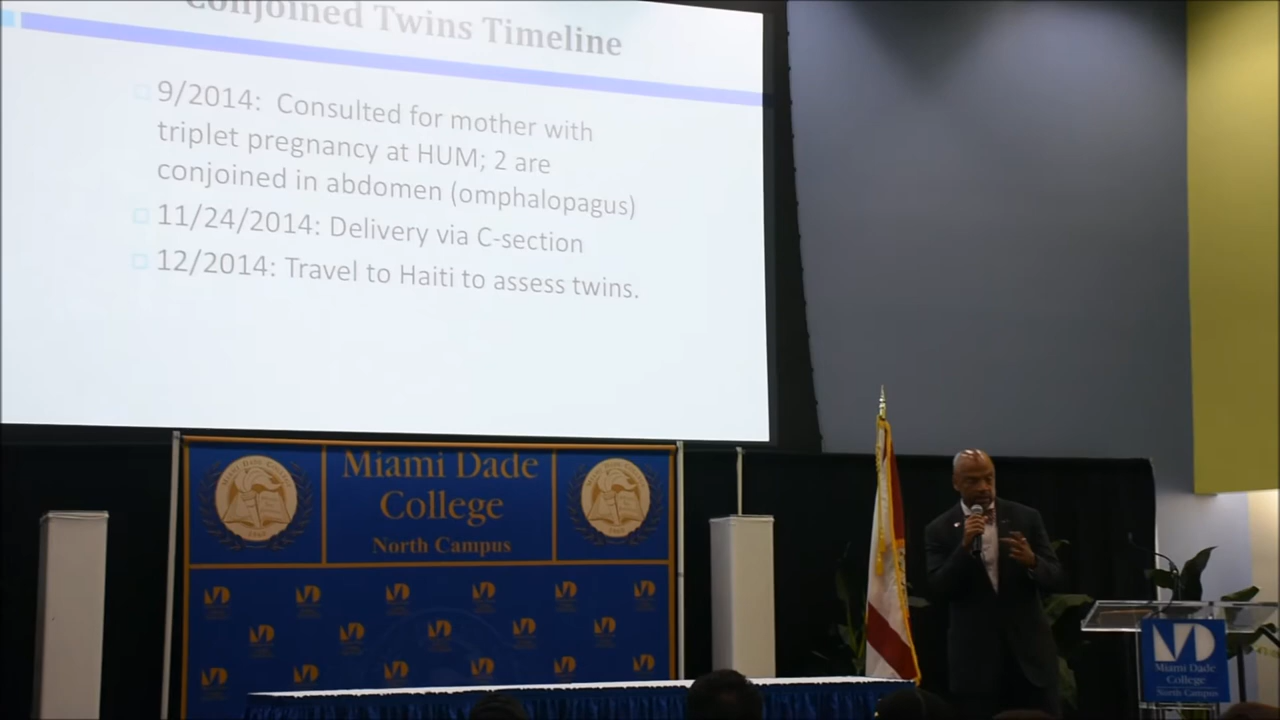 Conjoined Twins Timeline
9/2014: Consulted for mother with
triplet pregnancy at HUM; 2 are
conjoined in abdomen (omphalopagus)
11/24/2014: Delivery via C-section
12/2014: Travel to Haiti to assess twins.
Miami Dade
College
North Campus
Miami Dade
College
North Campus